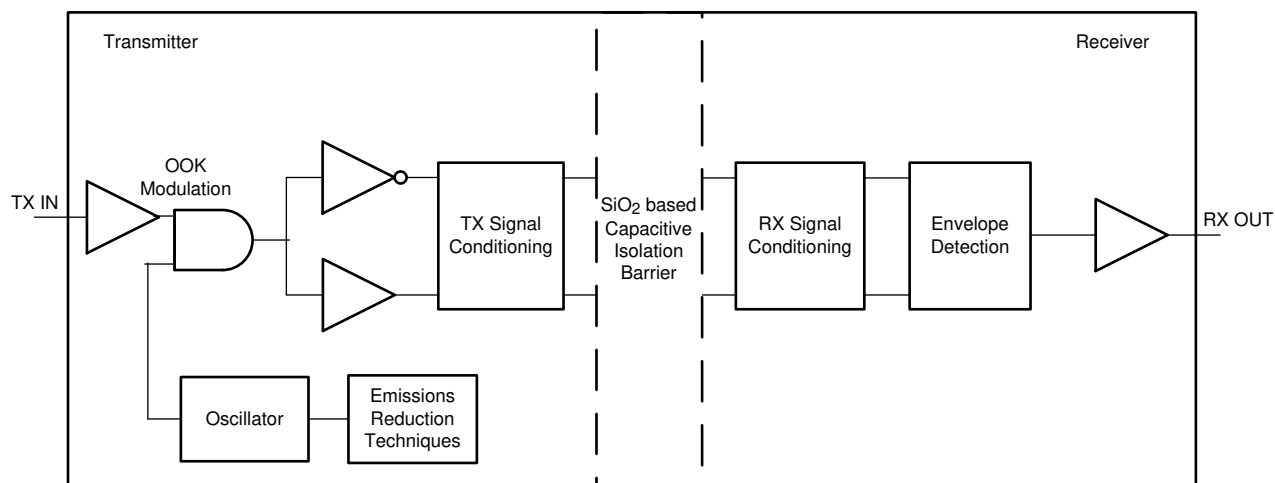 Transmitter
Receiver
OOK
Modulation
TX IN
TX Signal
Conditioning
SiO2 based
Capacitive
Isolation
Barrier
RX Signal
Conditioning
Envelope
Detection
RX OUT
Oscillator
Emissions
Reduction
Techniques